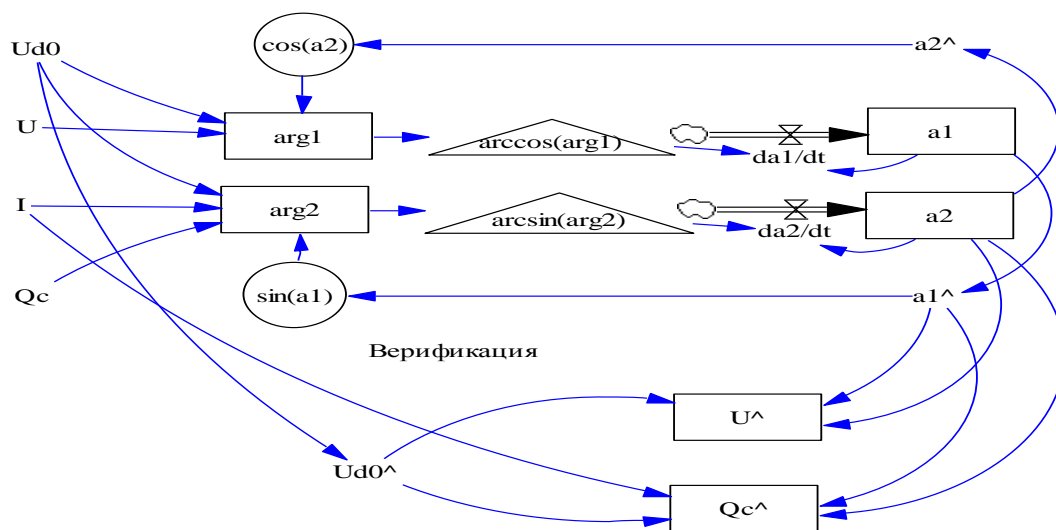 Ud0
cos(a2)
a2^
U
arg1
arccos(arg1)
da1/dt
a1
I
arg2
arcsin(arg2)
da2/dt
a2
Qc
sin(a1)
a1^
Верификация
U^
Ud0^
Qc^